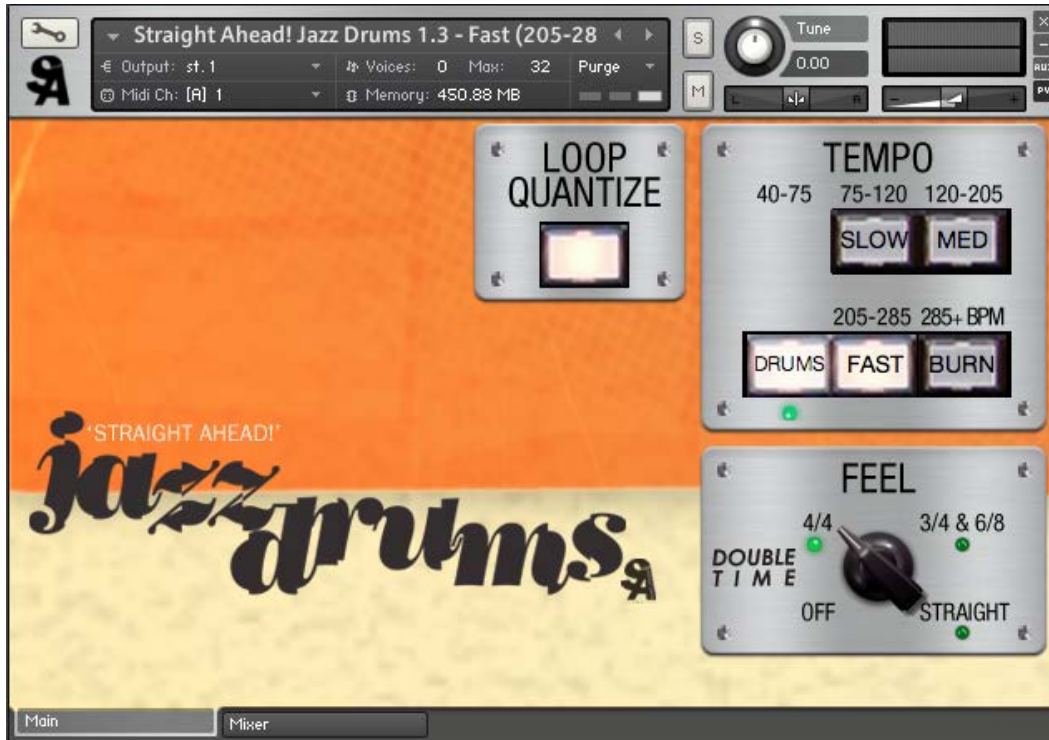 Straight Ahead! Jazz Drums 1.3 - Fast (205-28
Output: st.1
Voices: 0 Max: 32 Purge
Midi Ch: [A] 1
Memory: 450.88 MB
S
M
Tune
0.00
L R
- +
×
-
AUX
PV
SA
LOOP
QUANTIZE
TEMPO
40-75 75-120 120-205
SLOW MED
205-285 285+ BPM
DRUMS FAST BURN
'STRAIGHT AHEAD!'
jazz
drums
SA
FEEL
4/4 3/4 & 6/8
DOUBLE
TIME
OFF STRAIGHT
Main Mixer